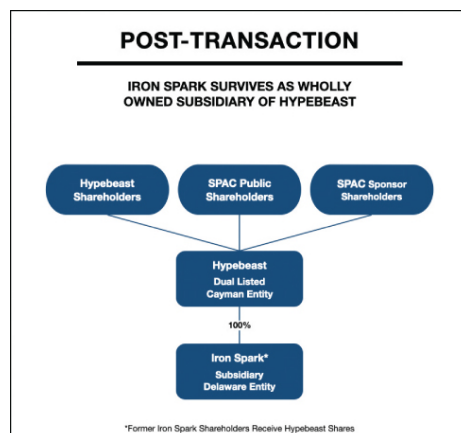 POST-TRANSACTION
IRON SPARK SURVIVES AS WHOLLY
OWNED SUBSIDIARY OF HYPEBEAST
Hypebeast
Shareholders
SPAC Public
Shareholders
SPAC Sponsor
Shareholders
Hypebeast
Dual Listed
Cayman Entity
100%
Iron Spark*
Subsidiary
Delaware Entity
*Former Iron Spark Shareholders Receive Hypebeast Shares